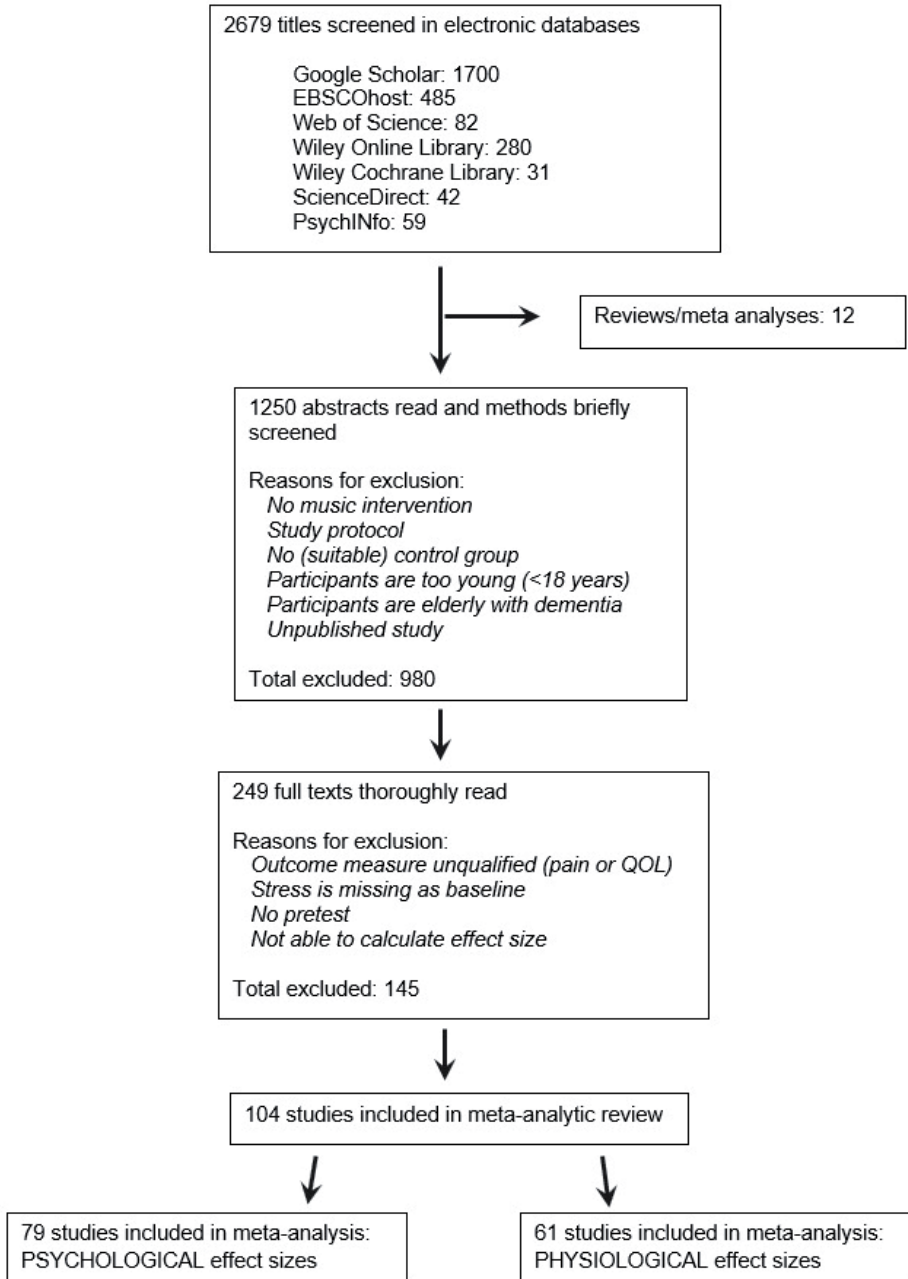 2679 titles screened in electronic databases
Google Scholar: 1700
EBSCOhost: 485
Web of Science: 82
Wiley Online Library: 280
Wiley Cochrane Library: 31
ScienceDirect: 42
PsychINfo: 59
Reviews/meta analyses: 12
1250 abstracts read and methods briefly
screened
Reasons for exclusion:
No music intervention
Study protocol
No (suitable) control group
Participants are too young (<18 years)
Participants are elderly with dementia
Unpublished study
Total excluded: 980
249 full texts thoroughly read
Reasons for exclusion:
Outcome measure unqualified (pain or QOL)
Stress is missing as baseline
No pretest
Not able to calculate effect size
Total excluded: 145
104 studies included in meta-analytic review
79 studies included in meta-analysis:
PSYCHOLOGICAL effect sizes
61 studies included in meta-analysis:
PHYSIOLOGICAL effect sizes